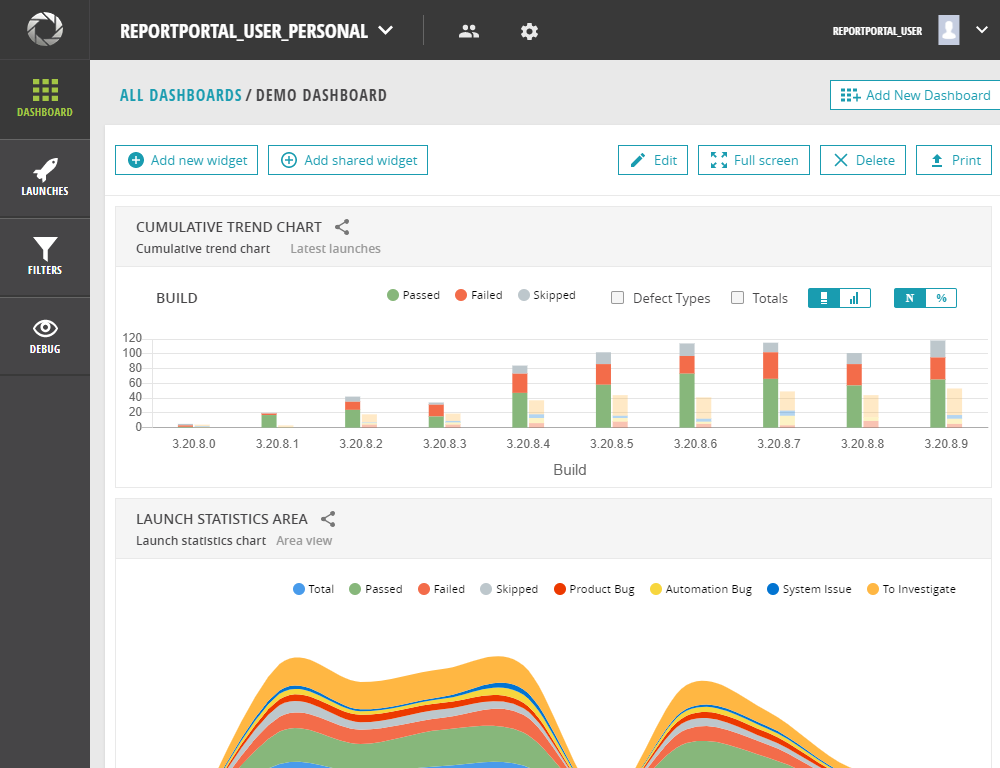 REPORTPORTAL_USER_PERSONAL
REPORTPORTAL_USER
DASHBOARD
LAUNCHES
FILTERS
DEBUG
ALL DASHBOARDS / DEMO DASHBOARD
Add New Dashboard
Add new widget
Add shared widget
Edit
Full screen
Delete
Print
CUMULATIVE TREND CHART
Cumulative trend chart Latest launches
BUILD
Passed Failed Skipped
Defect Types
Totals
N %
120
100
80
60
40
20
0
3.20.8.0 3.20.8.1 3.20.8.2 3.20.8.3 3.20.8.4 3.20.8.5 3.20.8.6 3.20.8.7 3.20.8.8 3.20.8.9
Build
LAUNCH STATISTICS AREA
Launch statistics chart Area view
Total Passed Failed Skipped Product Bug Automation Bug System Issue To Investigate